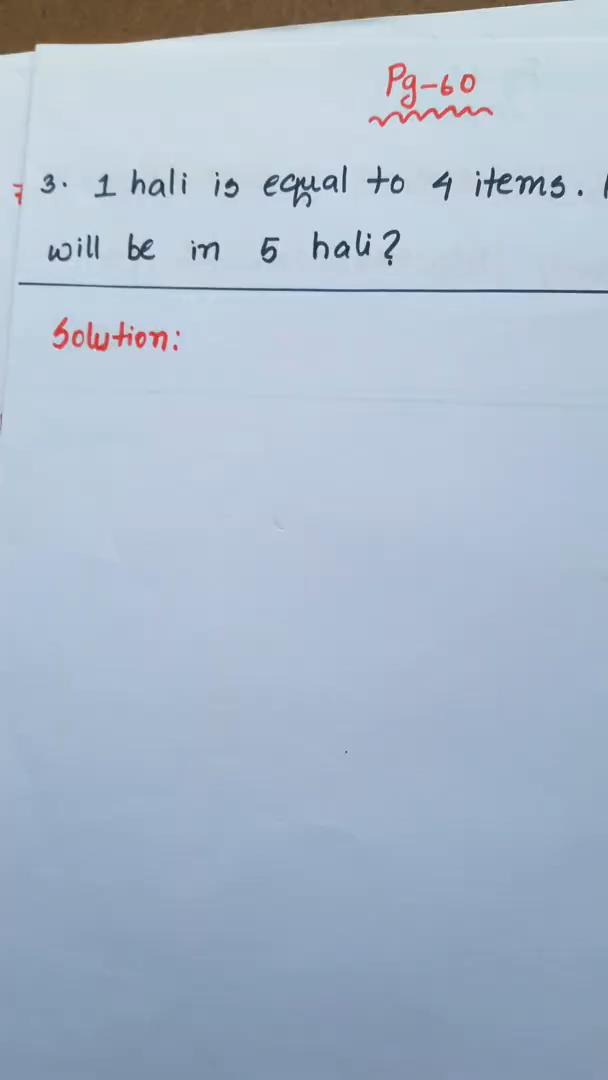 Pg-60
3. 1 hali is equal to 4 items.
will be in 5 hali?
Solution: